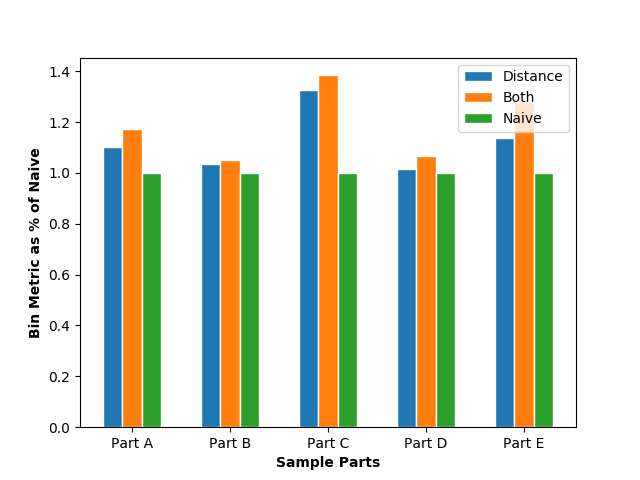 Distance
Both
Naive
Bin Metric as % of Naive
1.4
1.2
1.0
0.8
0.6
0.4
0.2
0.0
Part A Part B Part C Part D Part E
Sample Parts